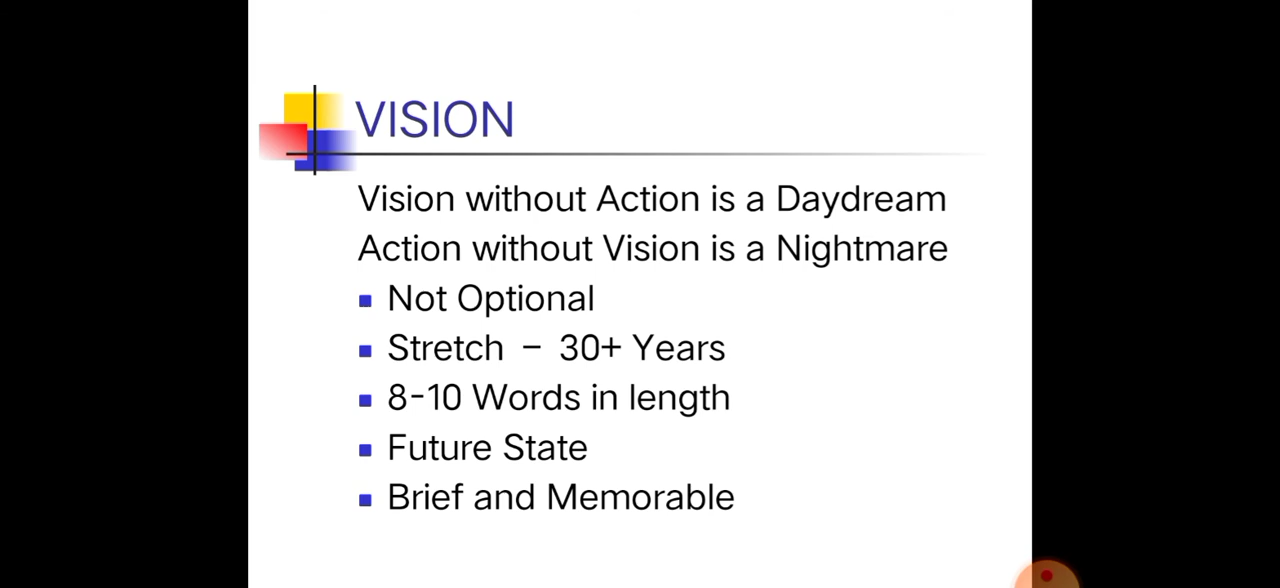 VISION
Vision without Action is a Daydream
Action without Vision is a Nightmare
Not Optional
Stretch – 30+ Years
8-10 Words in length
Future State
Brief and Memorable